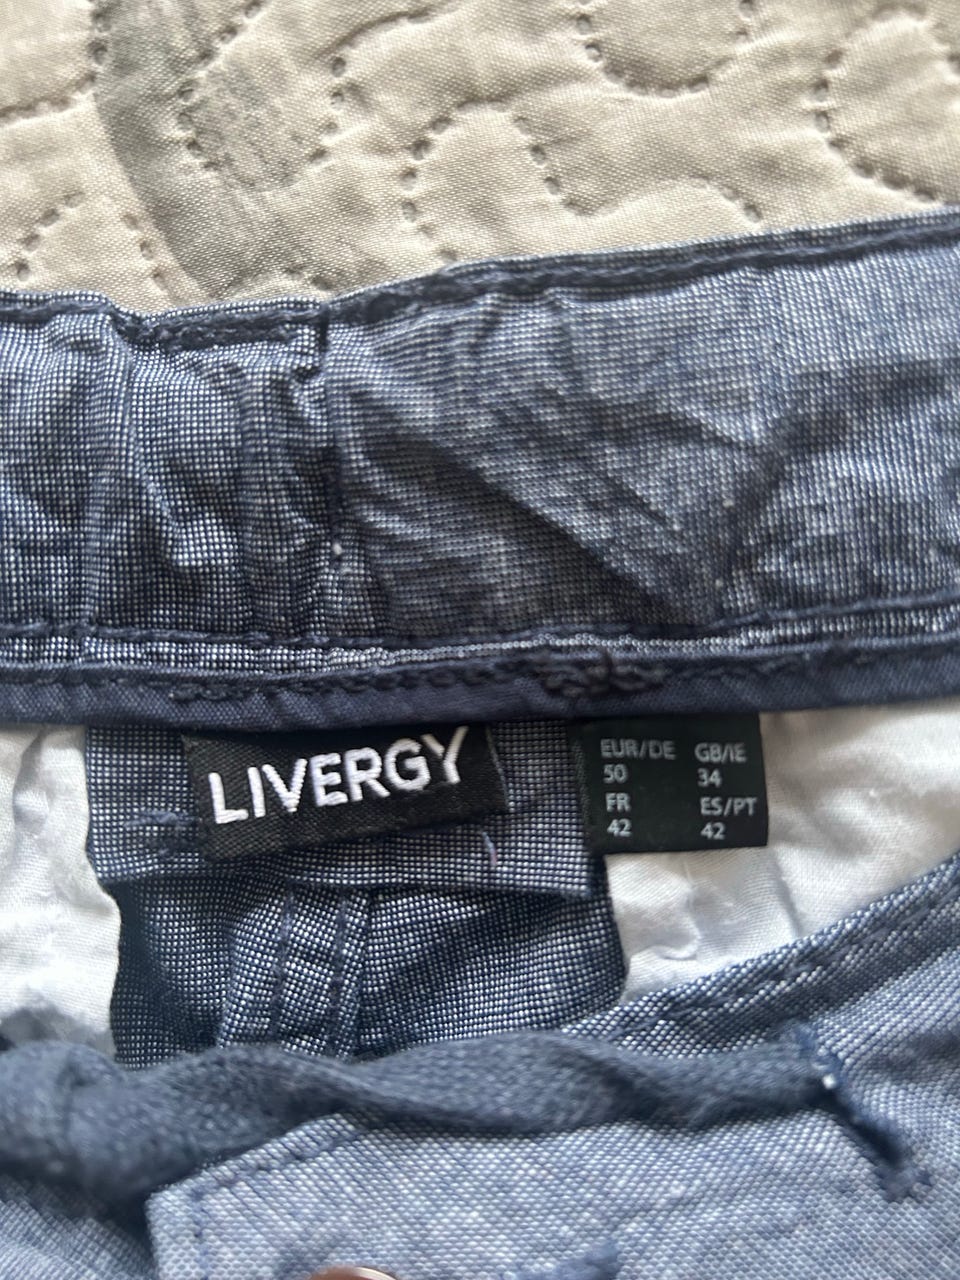 LIVERGY
EUR/DE GB/IE
50 34
FR ES/PT
42 42